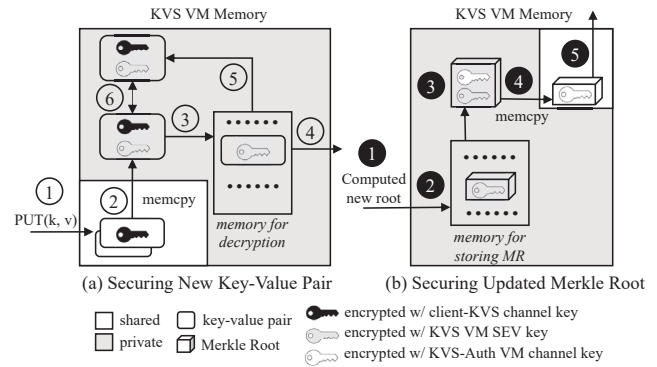 KVS VM Memory
KVS VM Memory
1
PUT(k, v)
2
memcpy
3
4
5
6
memory for
decryption
(a) Securing New Key-Value Pair
1
Computed
new root
2
3
4
memcpy
5
memory for
storing MR
(b) Securing Updated Merkle Root
shared
private
key-value pair
Merkle Root
encrypted w/ client-KVS channel key
encrypted w/ KVS VM SEV key
encrypted w/ KVS-Auth VM channel key